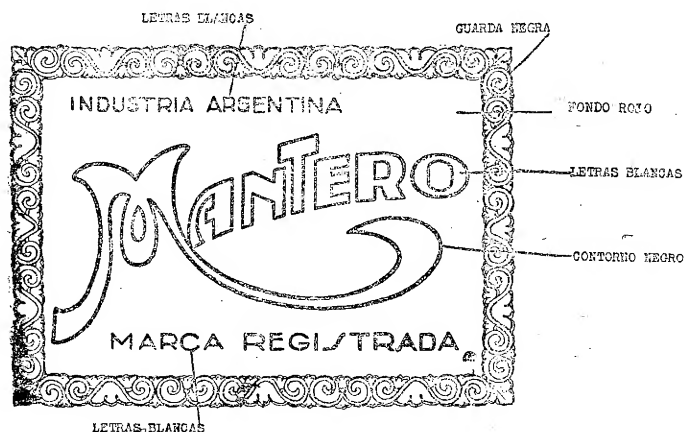 LETRAS BLANCAS
GUARDA NEGRA
INDUSTRIA ARGENTINA
FONDO ROJO
MANTERO
LETRAS BLANCAS
CONTORNO NEGRO
MARCA REGISTRADA
LETRAS BLANCAS